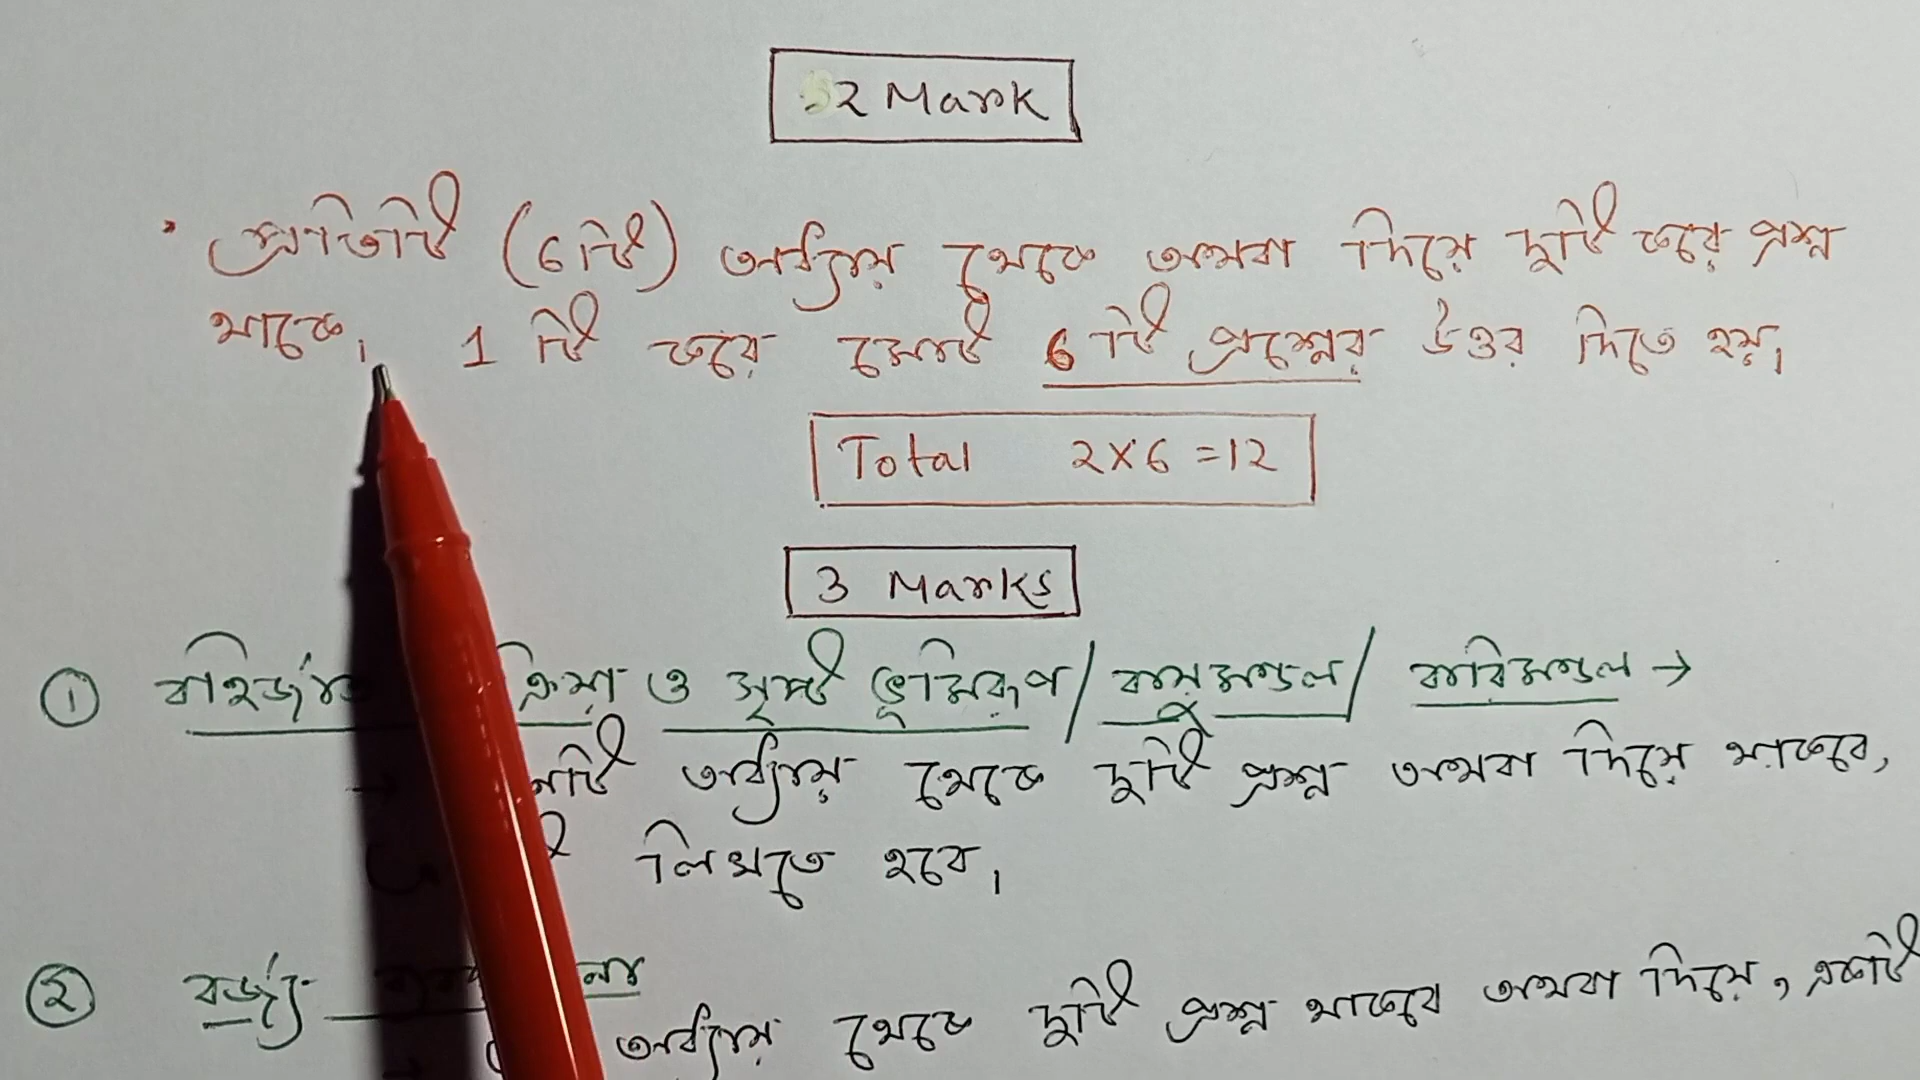 2 Mark
• প্রতিটি (6টি) অধ্যায় থেকে অথবা দিয়ে দুটি করে প্রশ্ন
থাকে। 1 টি করে মোট 6 টি প্রশ্নের উত্তর দিতে হয়।
Total 2×6=12
3 Marks
① বহির্জাত ক্রিয়া ও সৃষ্ট ভূমিরূপ / বায়ুমণ্ডল / বারিমণ্ডল →
অধ্যায় থেকে দুটি প্রশ্ন অথবা দিয়ে থাকবে,
লিখতে হবে।
② বর্জ্য
অধ্যায় থেকে দুটি প্রশ্ন থাকবে অথবা দিয়ে, একটি